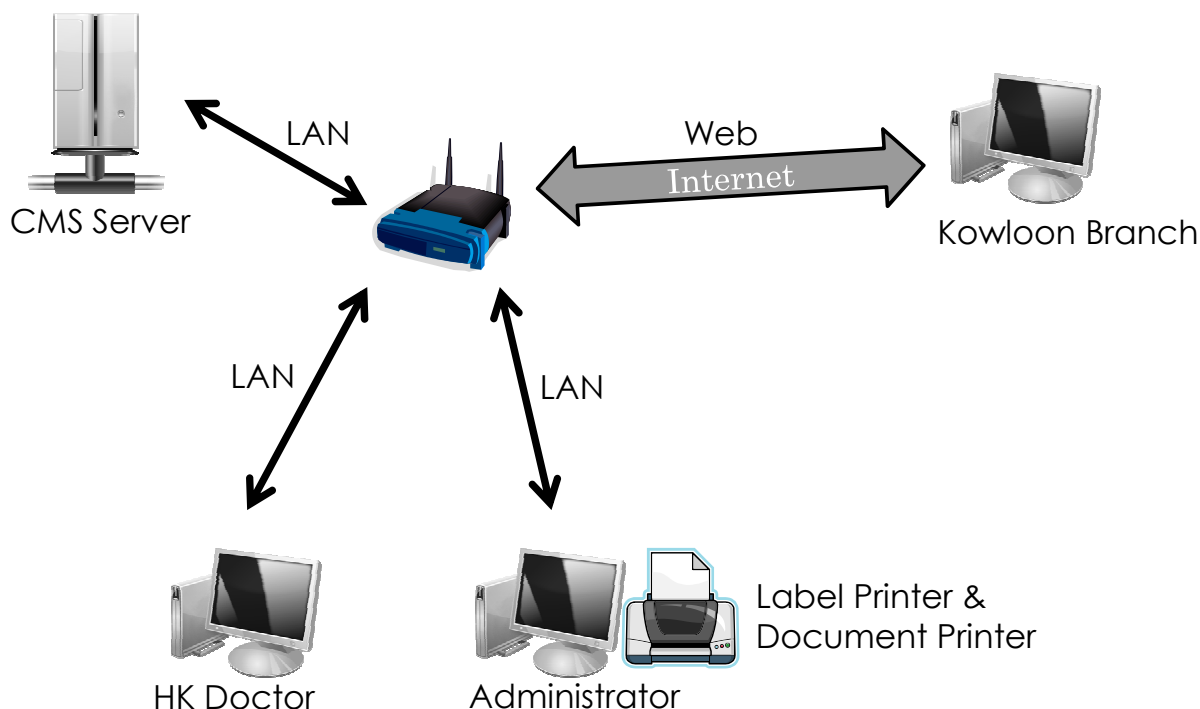 LAN
Web
Internet
CMS Server
Kowloon Branch
LAN
LAN
Label Printer &
Document Printer
HK Doctor
Administrator